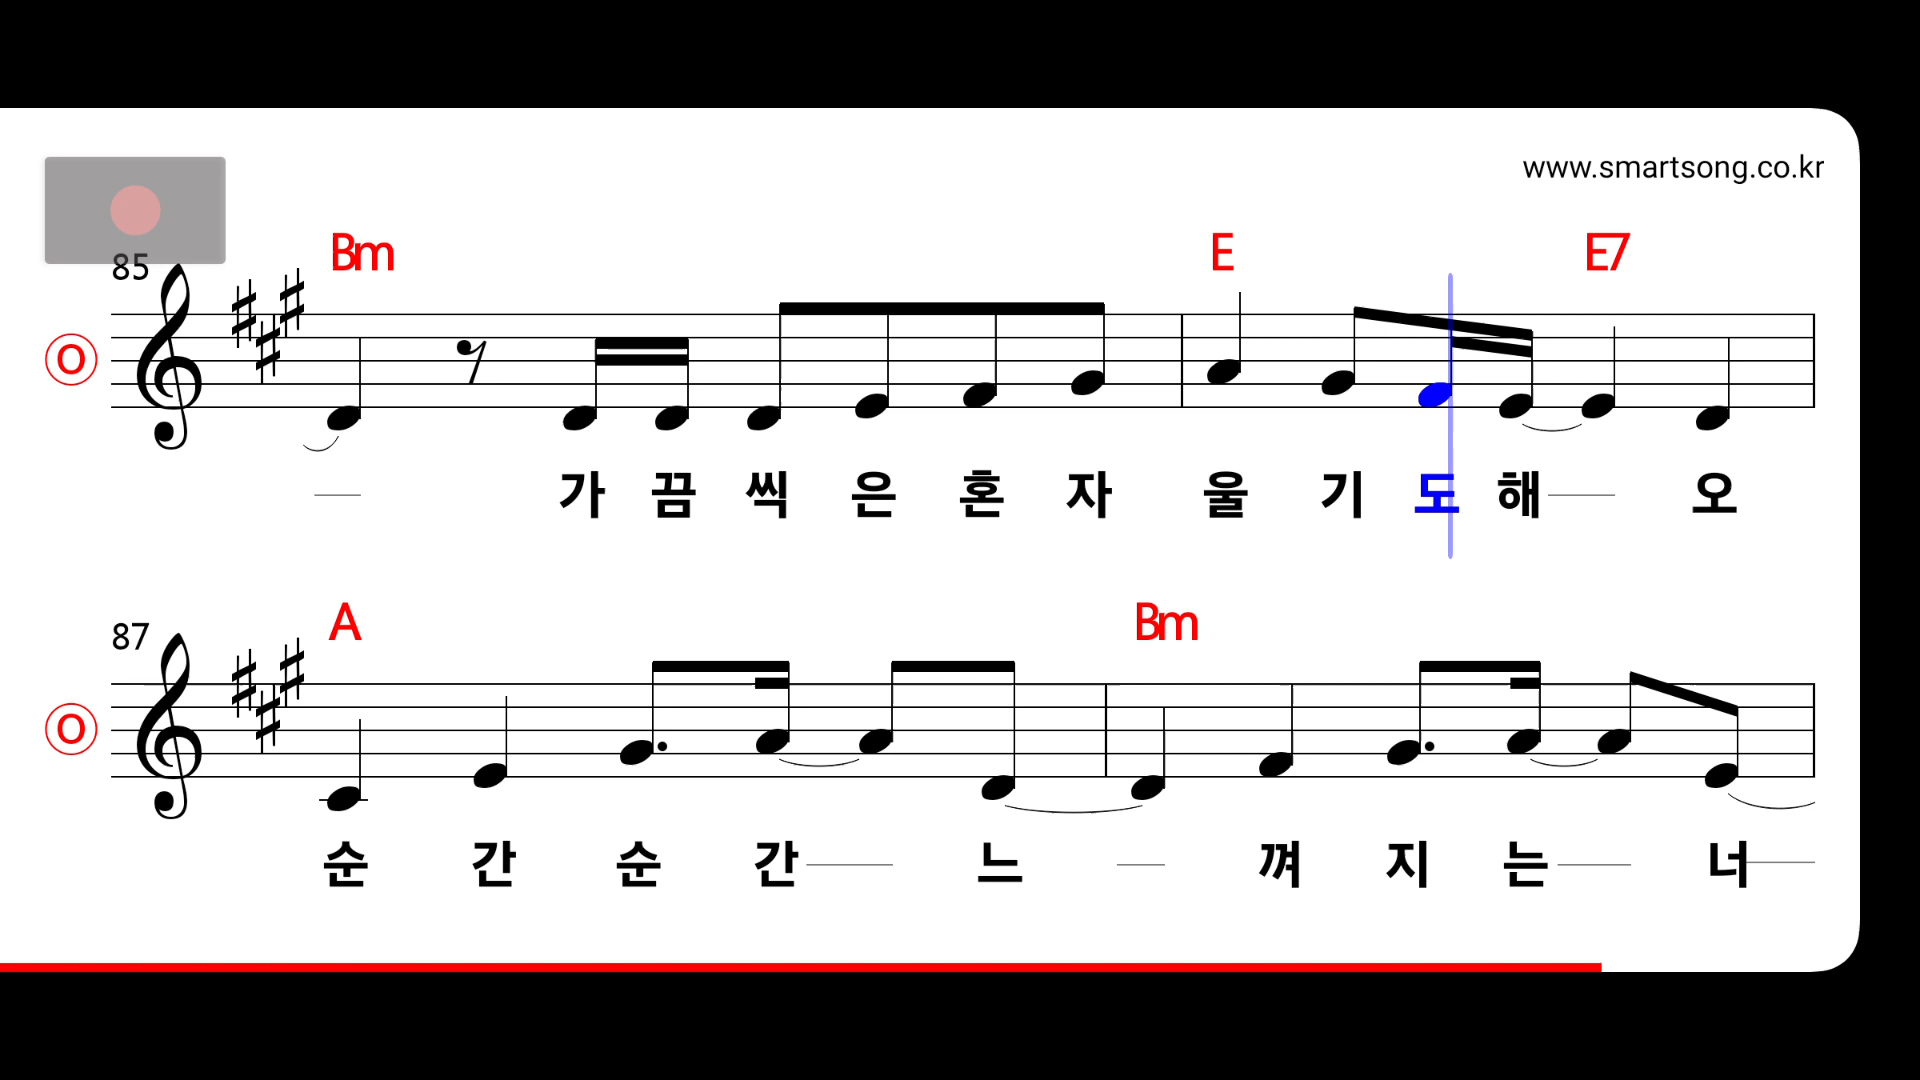 www.smartsong.co.kr
85
Bm E E7
O
가 끔 씩 은 혼 자 울 기 도 해 오
87
A Bm
O
순 간 순 간 느 껴 지 는 너